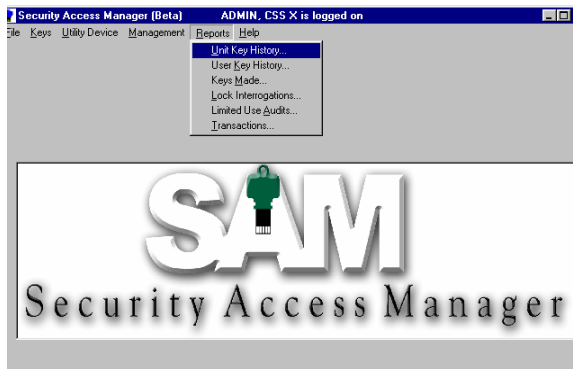 Security Access Manager (Beta) ADMIN, CSS X is logged on
File Keys Utility Device Management Reports Help
Unit Key History...
User Key History...
Keys Made...
Lock Interrogations...
Limited Use Audits...
Transactions...
SAM
Security Access Manager